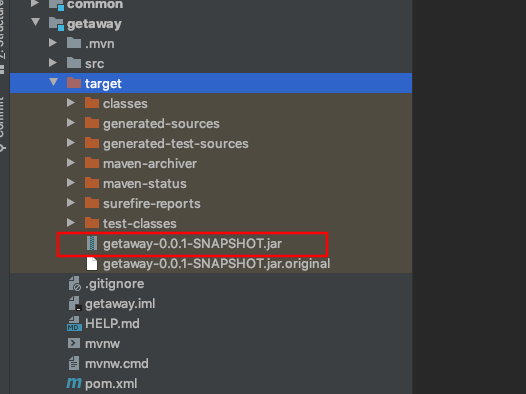 common
getaway
.mvn
src
target
classes
generated-sources
generated-test-sources
maven-archiver
maven-status
surefire-reports
test-classes
getaway-0.0.1-SNAPSHOT.jar
getaway-0.0.1-SNAPSHOT.jar.original
.gitignore
getaway.iml
HELP.md
mvnw
mvnw.cmd
pom.xml
Commit